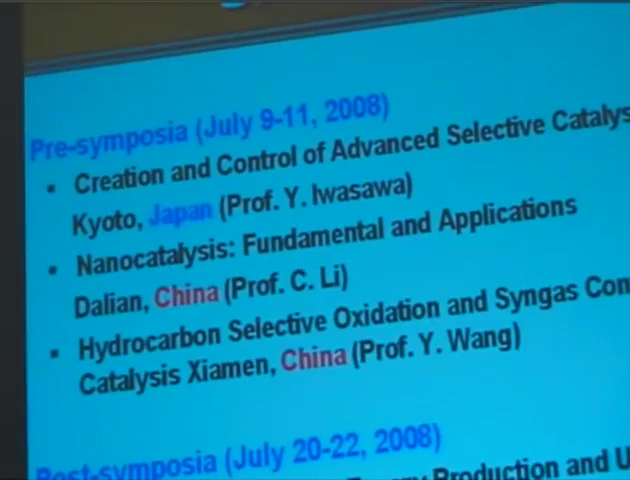 Pre-symposia (July 9-11, 2008)
• Creation and Control of Advanced Selective
Kyoto, Japan (Prof. Y. Iwasawa)
• Nanocatalysis: Fundamental and Applications
Dalian, China (Prof. C. Li)
• Hydrocarbon Selective Oxidation and Syngas
Catalysis Xiamen, China (Prof. Y. Wang)
Post-symposia (July 20-22, 2008)
Production and